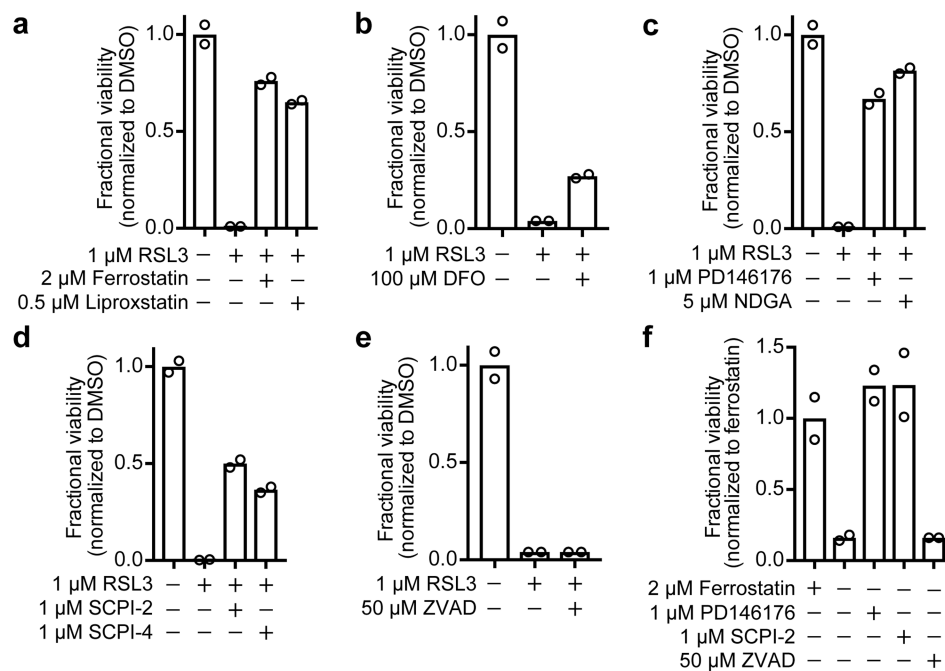 a
Fractional viability
(normalized to DMSO)
1.0
0.5
0.0
1 µM RSL3 – + + +
2 µM Ferrostatin – – + –
0.5 µM Liproxstatin – – – +
b
Fractional viability
(normalized to DMSO)
1.0
0.5
0.0
1 µM RSL3 – + +
100 µM DFO – – +
c
Fractional viability
(normalized to DMSO)
1.0
0.5
0.0
1 µM RSL3 – + + +
1 µM PD146176 – – + –
5 µM NDGA – – – +
d
Fractional viability
(normalized to DMSO)
1.0
0.5
0.0
1 µM RSL3 – + + +
1 µM SCPI-2 – – + –
1 µM SCPI-4 – – – +
e
Fractional viability
(normalized to DMSO)
1.0
0.5
0.0
1 µM RSL3 – + +
50 µM ZVAD – – +
f
Fractional viability
(normalized to ferrostatin)
1.5
1.0
0.5
0.0
2 µM Ferrostatin + – – – –
1 µM PD146176 – – + – –
1 µM SCPI-2 – – – + –
50 µM ZVAD – – – – +